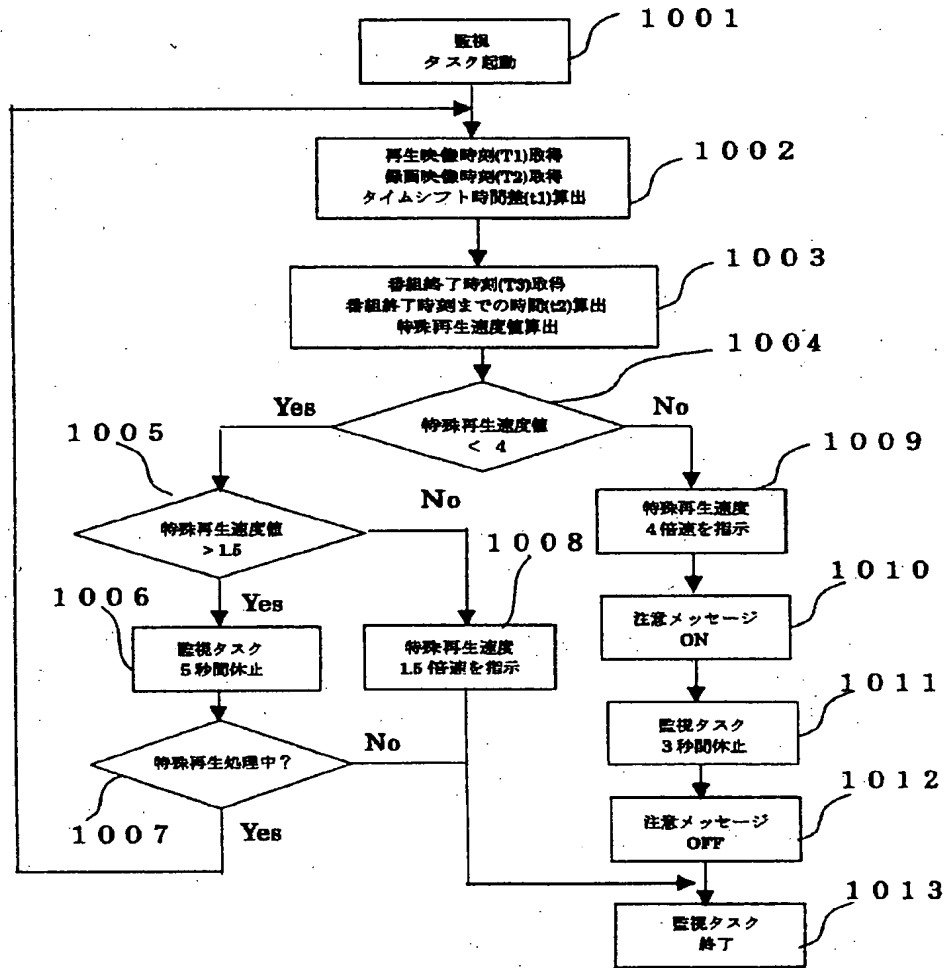 1001
監視
タスク起動
1002
再生映像時刻(T1)取得
録画映像時刻(T2)取得
タイムシフト時間差(t1)算出
1003
番組終了時刻(T3)取得
番組終了時刻までの時間(t2)算出
特殊再生速度値算出
1004
特殊再生速度値
< 4
Yes
No
1005
特殊再生速度値
>1.5
No
Yes
1009
特殊再生速度
4倍速を指示
1006
監視タスク
5秒間休止
1008
特殊再生速度
1.5倍速を指示
1010
注意メッセージ
ON
1007
特殊再生処理中?
No
Yes
1011
監視タスク
3秒間休止
1012
注意メッセージ
OFF
1013
監視タスク
終了